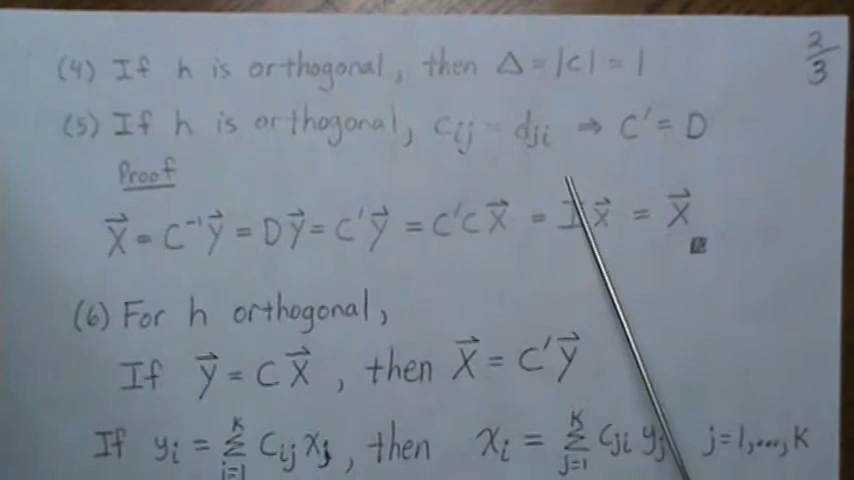 2/3
(4) If h is orthogonal, then Δ = |C| = 1
(5) If h is orthogonal, Cij = dji ⇒ C' = D
Proof
X⃗ = C⁻¹Y⃗ = DY⃗ = C'Y⃗ = C'CX⃗ = IX⃗ = X⃗
(6) For h orthogonal,
If Y⃗ = CX⃗, then X⃗ = C'Y⃗
If yi = Σ_{i=1}^{K} Cij xj, then xi = Σ_{j=1}^{K} Cji yj j=1,...,K